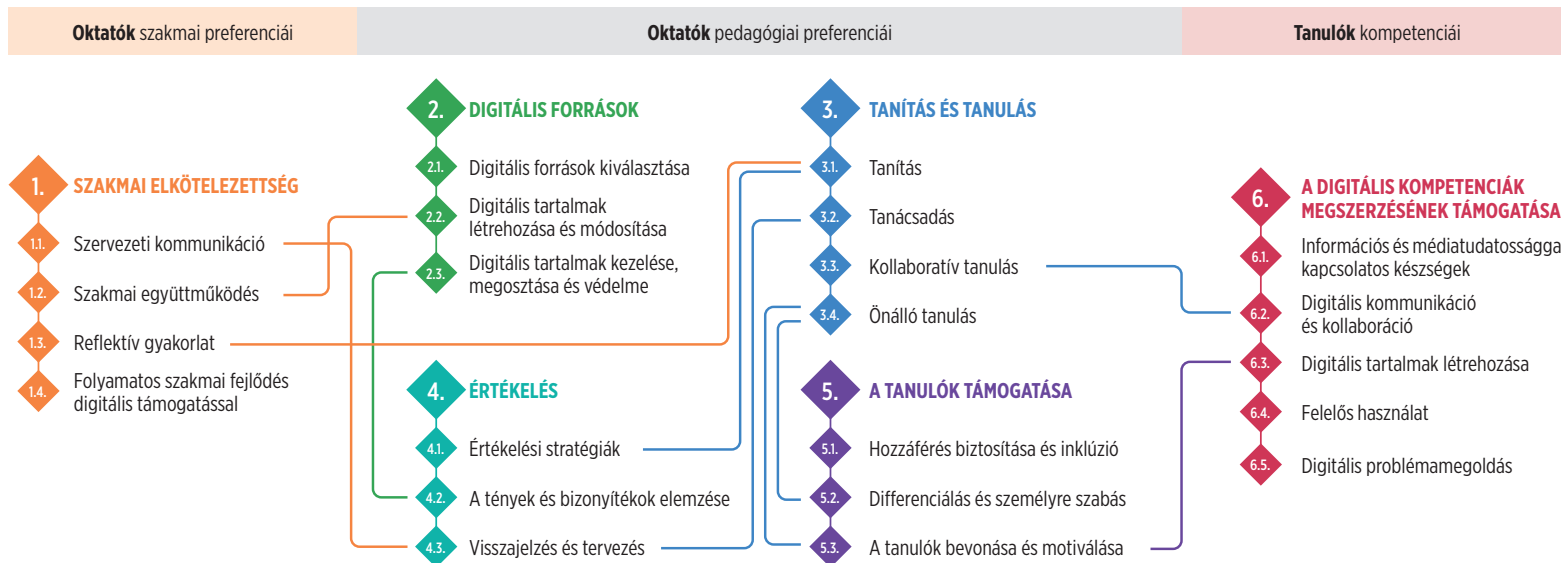 Oktatók szakmai preferenciái
Oktatók pedagógiai preferenciái
Tanulók kompetenciái
1.
SZAKMAI ELKÖTELEZETTSÉG
1.1.
Szervezeti kommunikáció
1.2.
Szakmai együttműködés
1.3.
Reflektív gyakorlat
1.4.
Folyamatos szakmai fejlődés
digitális támogatással
2.
DIGITÁLIS FORRÁSOK
2.1.
Digitális források kiválasztása
2.2.
Digitális tartalmak
létrehozása és módosítása
2.3.
Digitális tartalmak kezelése,
megosztása és védelme
4.
ÉRTÉKELÉS
4.1.
Értékelési stratégiák
4.2.
A tények és bizonyítékok elemzése
4.3.
Visszajelzés és tervezés
3.
TANÍTÁS ÉS TANULÁS
3.1.
Tanítás
3.2.
Tanácsadás
3.3.
Kollaboratív tanulás
3.4.
Önálló tanulás
5.
A TANULÓK TÁMOGATÁSA
5.1.
Hozzáférés biztosítása és inklúzió
5.2.
Differenciálás és személyre szabás
5.3.
A tanulók bevonása és motiválása
6.
A DIGITÁLIS KOMPETENCIÁK
MEGSZERZÉSÉNEK TÁMOGATÁSA
6.1.
Információs és médiatudatosságga
kapcsolatos készségek
6.2.
Digitális kommunikáció
és kollaboráció
6.3.
Digitális tartalmak létrehozása
6.4.
Felelős használat
6.5.
Digitális problémamegoldás